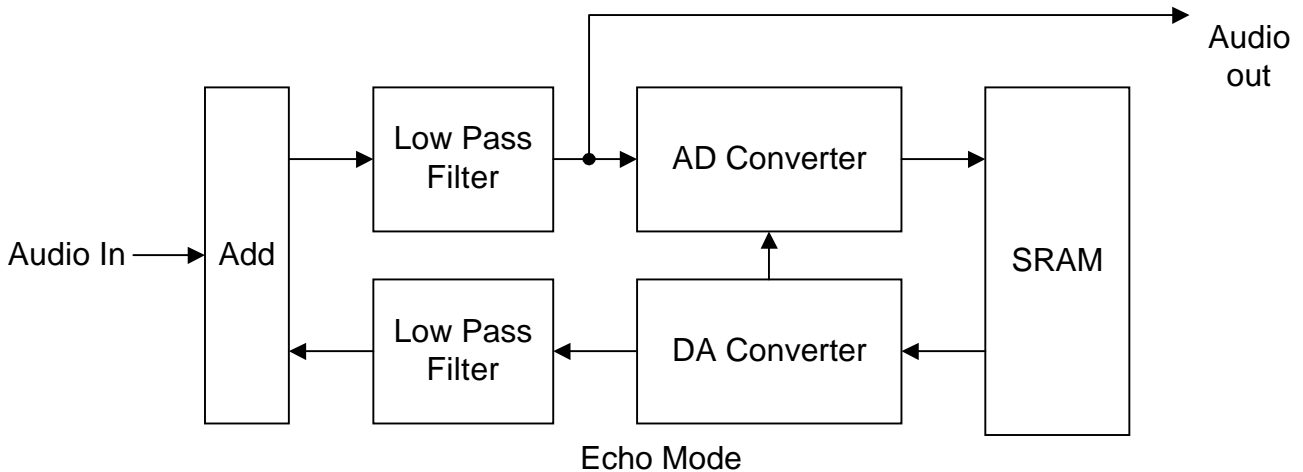 Audio
out
Low Pass
Filter
AD Converter
Audio In
Add
SRAM
Low Pass
Filter
DA Converter
Echo Mode